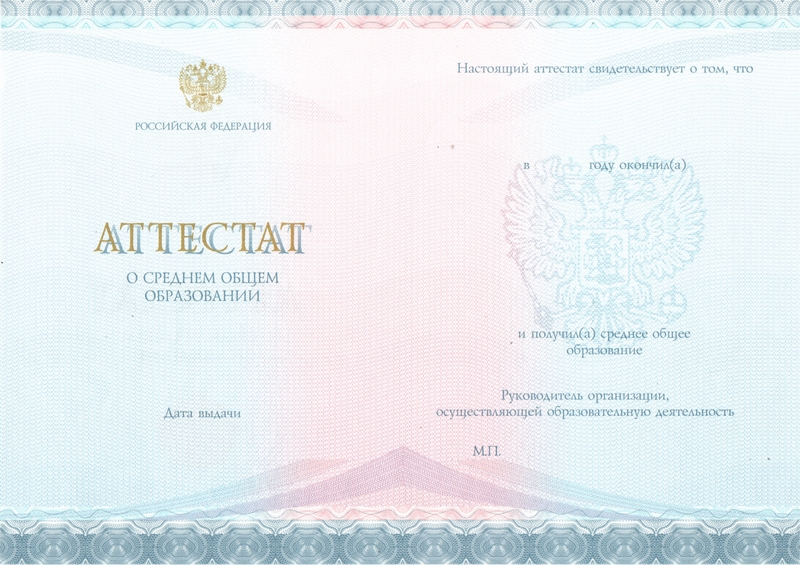 РОССИЙСКАЯ ФЕДЕРАЦИЯ
АТТЕСТАТ
О СРЕДНЕМ ОБЩЕМ
ОБРАЗОВАНИИ
Дата выдачи
Настоящий аттестат свидетельствует о том, что
в году окончил(а)
и получил(а) среднее общее
образование
Руководитель организации,
осуществляющей образовательную деятельность
М.П.